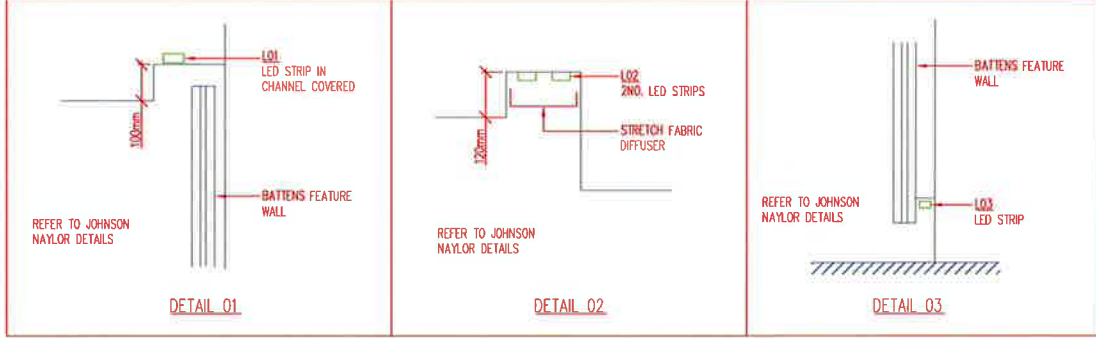 L01
LED STRIP IN
CHANNEL COVERED
100mm
BATTENS FEATURE
WALL
REFER TO JOHNSON
NAYLOR DETAILS
DETAIL 01
L02
2NO. LED STRIPS
120mm
STRETCH FABRIC
DIFFUSER
REFER TO JOHNSON
NAYLOR DETAILS
DETAIL 02
BATTENS FEATURE
WALL
REFER TO JOHNSON
NAYLOR DETAILS
L03
LED STRIP
DETAIL 03